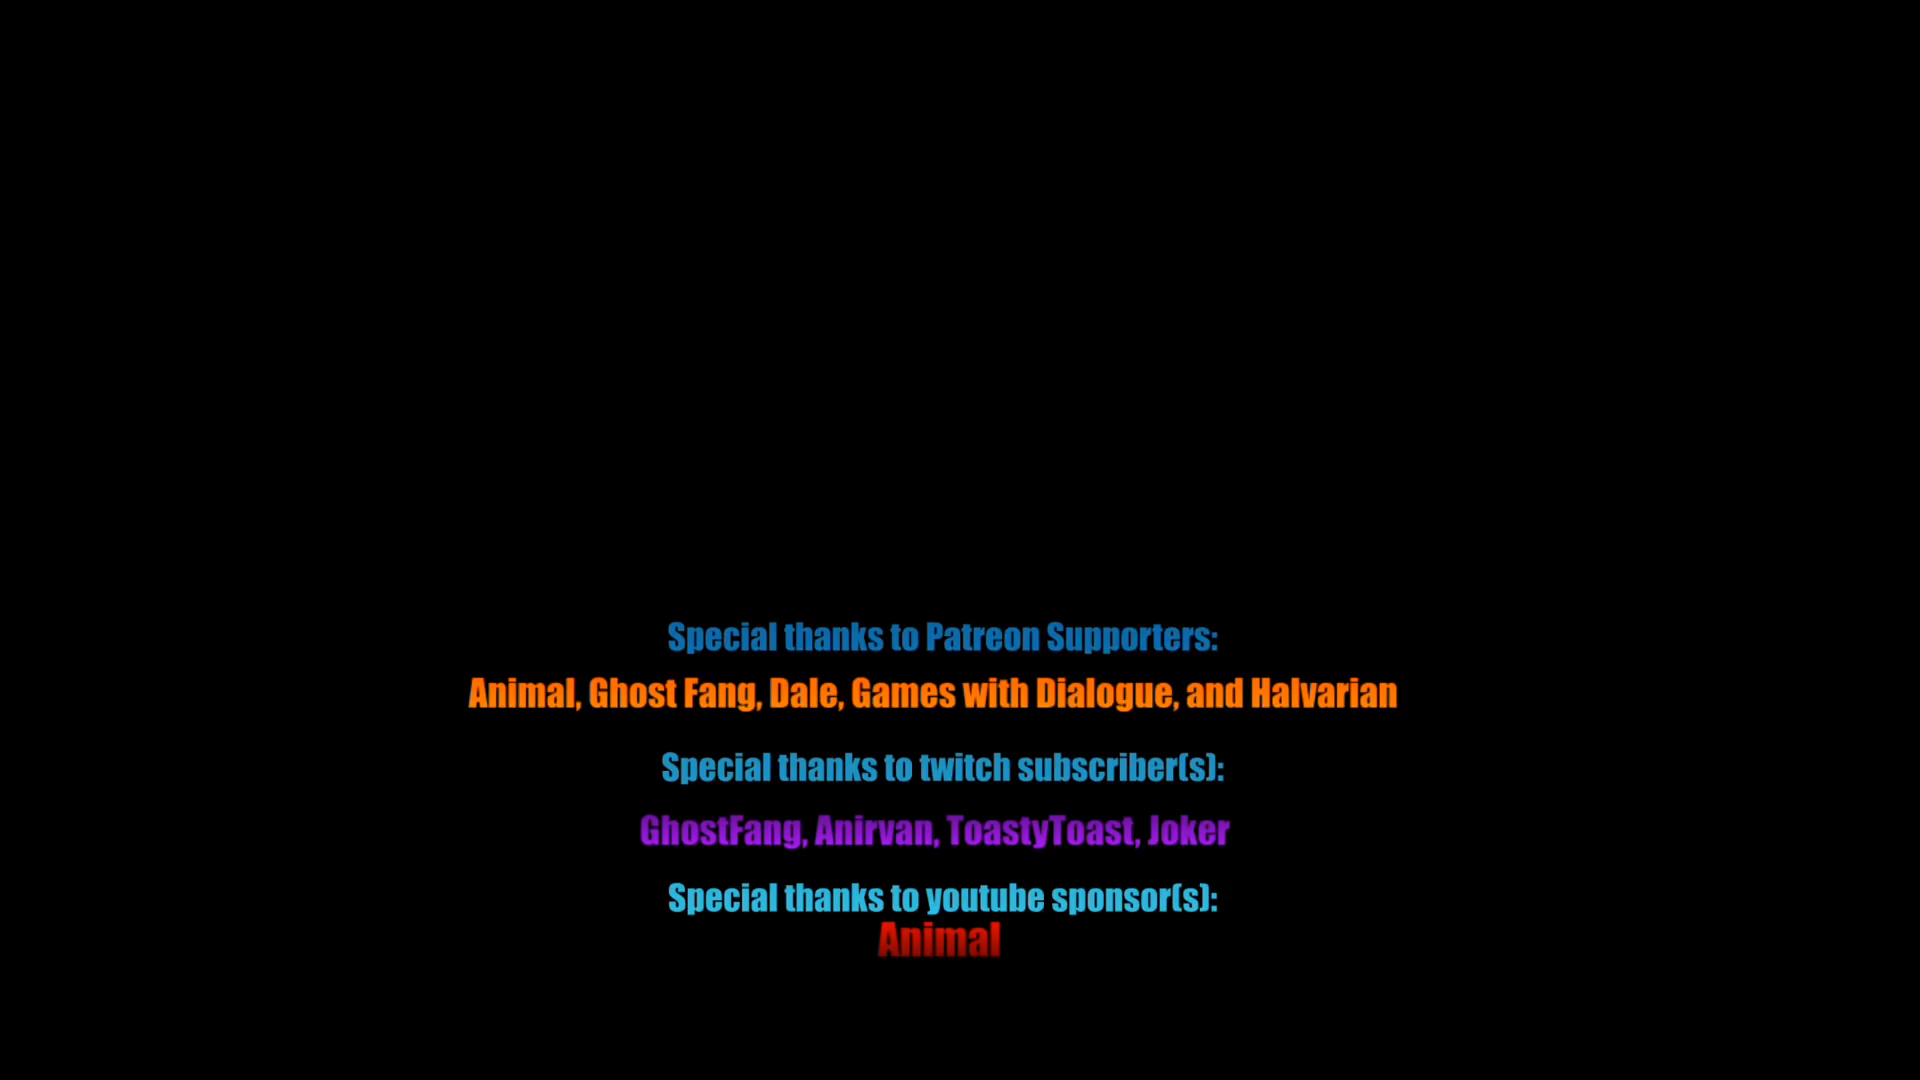 Special thanks to Patreon Supporters:
Animal, Ghost Fang, Dale, Games with Dialogue, and Halvarian
Special thanks to twitch subscriber(s):
GhostFang, Anirvan, ToastyToast, Joker
Special thanks to youtube sponsor(s):
Animal